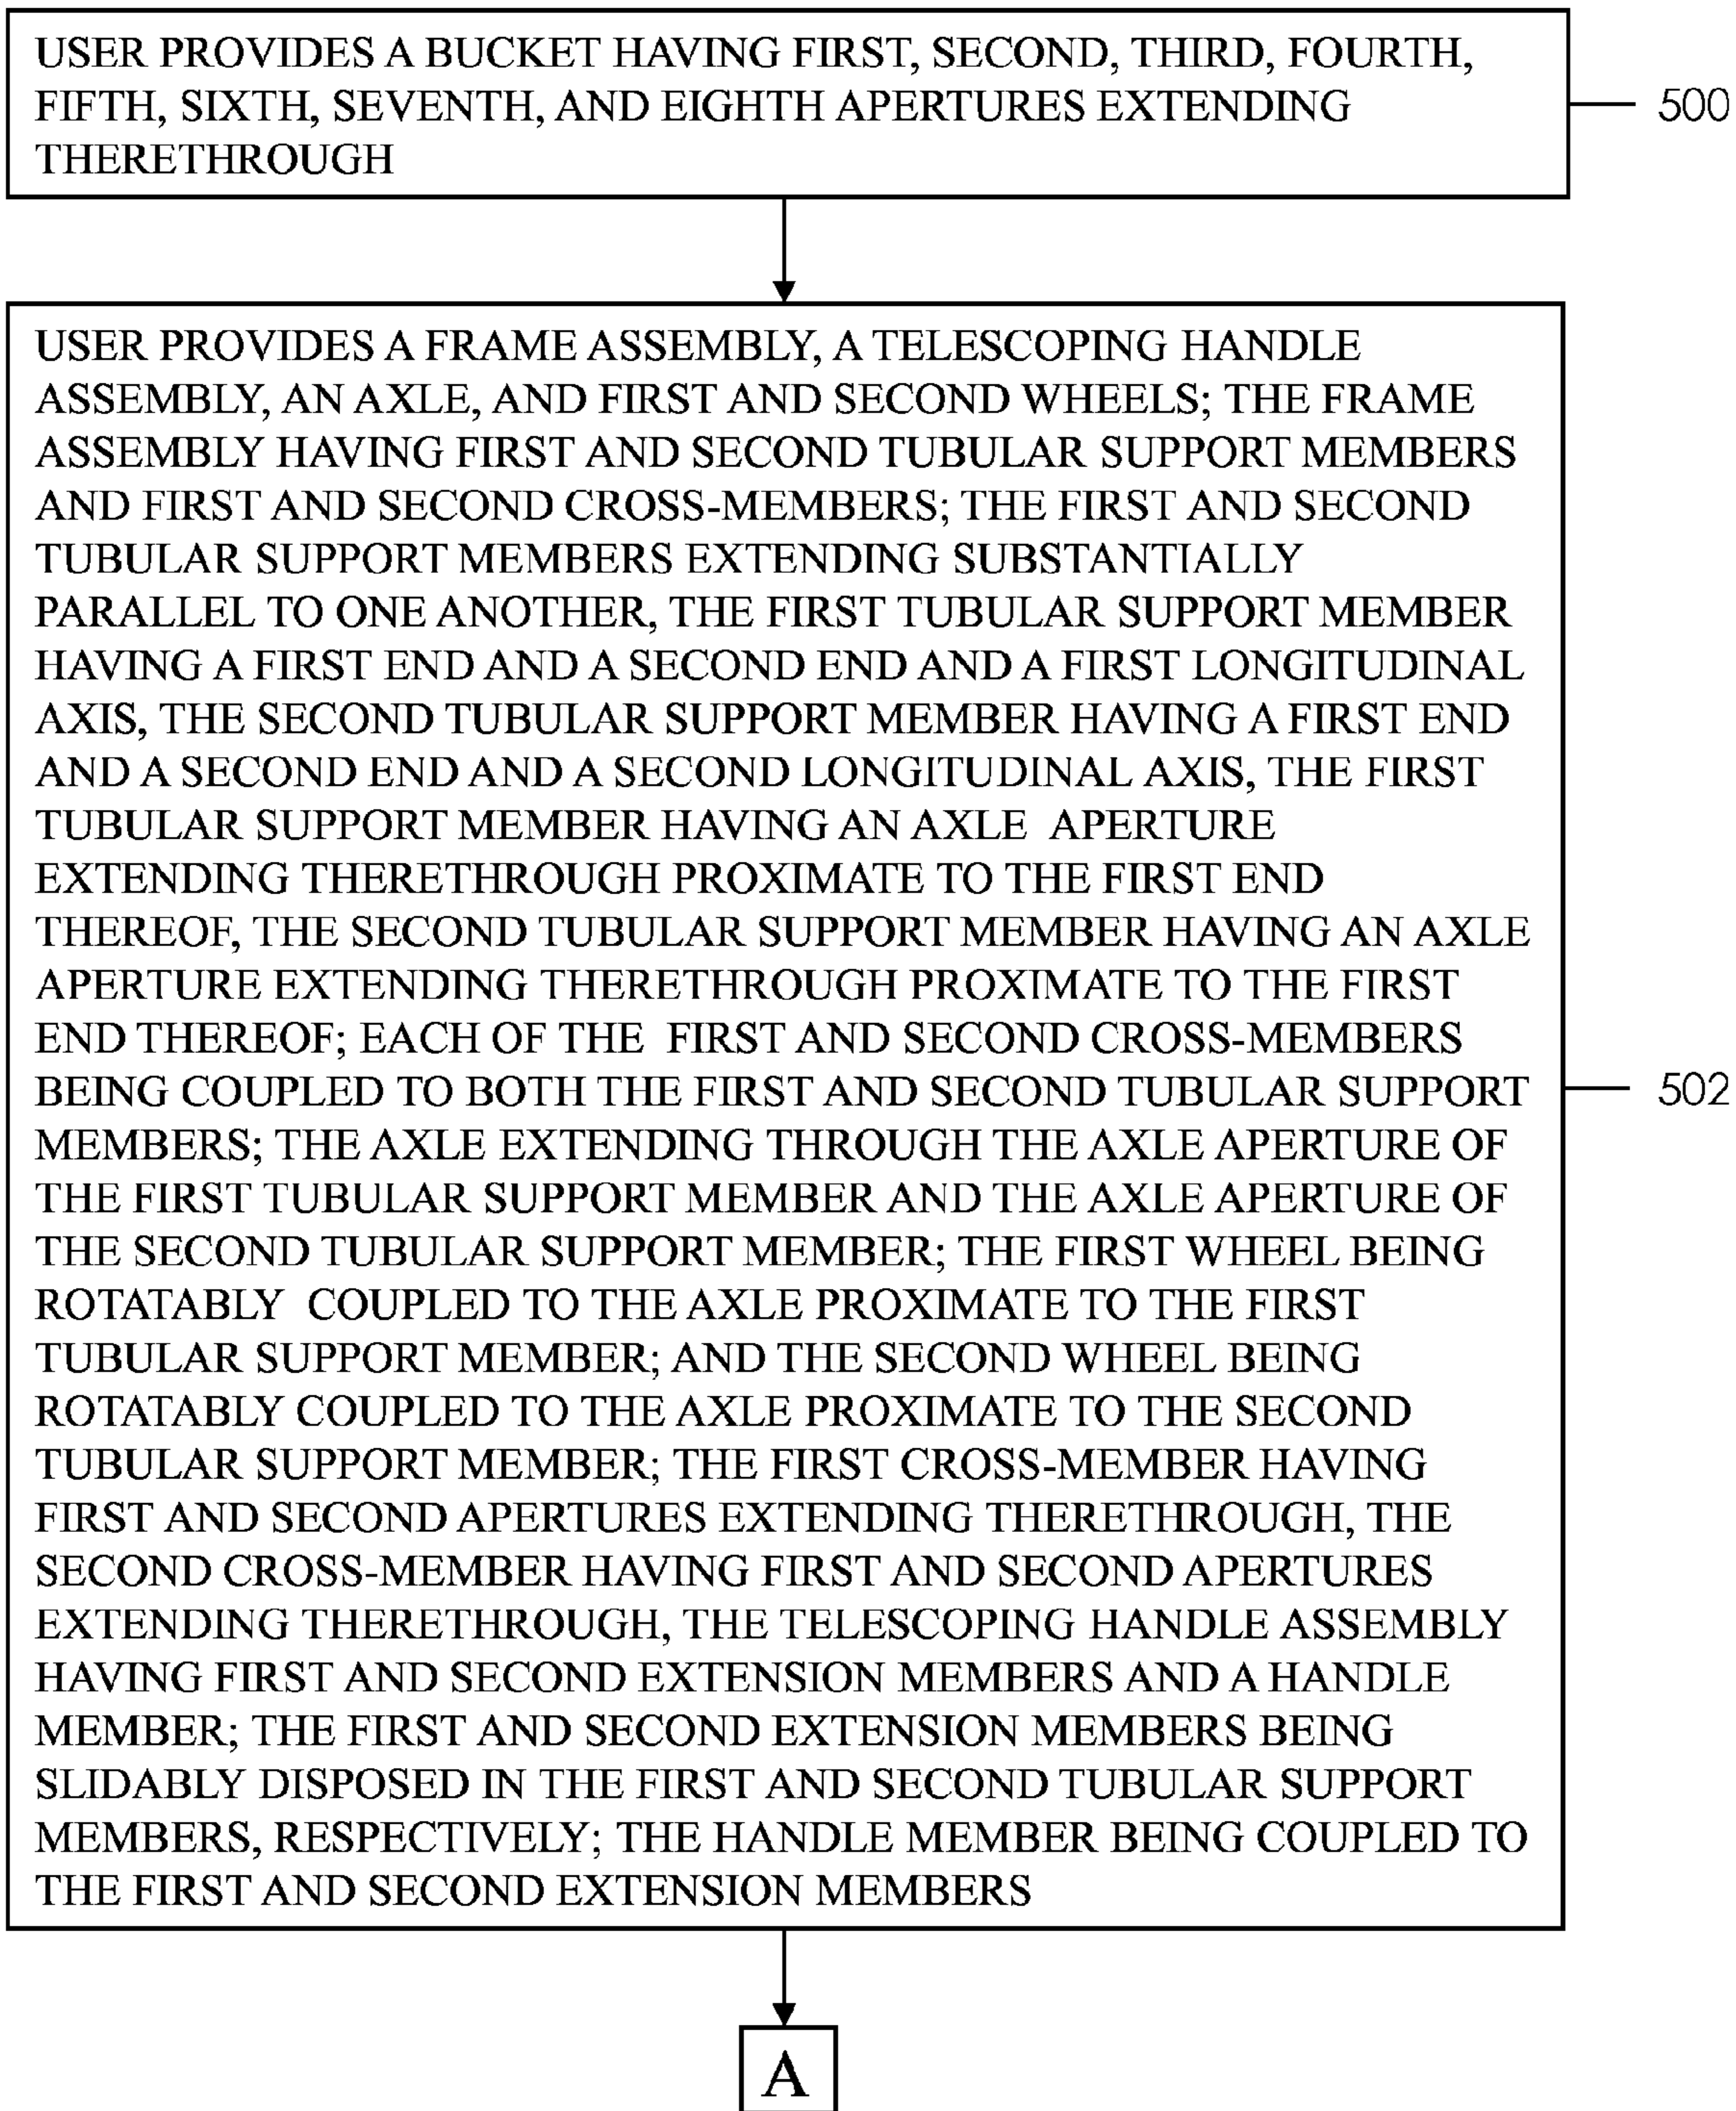 USER PROVIDES A BUCKET HAVING FIRST, SECOND, THIRD, FOURTH,
FIFTH, SIXTH, SEVENTH, AND EIGHTH APERTURES EXTENDING
THERETHROUGH
500
USER PROVIDES A FRAME ASSEMBLY, A TELESCOPING HANDLE
ASSEMBLY, AN AXLE, AND FIRST AND SECOND WHEELS; THE FRAME
ASSEMBLY HAVING FIRST AND SECOND TUBULAR SUPPORT MEMBERS
AND FIRST AND SECOND CROSS-MEMBERS; THE FIRST AND SECOND
TUBULAR SUPPORT MEMBERS EXTENDING SUBSTANTIALLY
PARALLEL TO ONE ANOTHER, THE FIRST TUBULAR SUPPORT MEMBER
HAVING A FIRST END AND A SECOND END AND A FIRST LONGITUDINAL
AXIS, THE SECOND TUBULAR SUPPORT MEMBER HAVING A FIRST END
AND A SECOND END AND A SECOND LONGITUDINAL AXIS, THE FIRST
TUBULAR SUPPORT MEMBER HAVING AN AXLE APERTURE
EXTENDING THERETHROUGH PROXIMATE TO THE FIRST END
THEREOF, THE SECOND TUBULAR SUPPORT MEMBER HAVING AN AXLE
APERTURE EXTENDING THERETHROUGH PROXIMATE TO THE FIRST
END THEREOF; EACH OF THE FIRST AND SECOND CROSS-MEMBERS
BEING COUPLED TO BOTH THE FIRST AND SECOND TUBULAR SUPPORT
MEMBERS; THE AXLE EXTENDING THROUGH THE AXLE APERTURE OF
THE FIRST TUBULAR SUPPORT MEMBER AND THE AXLE APERTURE OF
THE SECOND TUBULAR SUPPORT MEMBER; THE FIRST WHEEL BEING
ROTATABLY COUPLED TO THE AXLE PROXIMATE TO THE FIRST
TUBULAR SUPPORT MEMBER; AND THE SECOND WHEEL BEING
ROTATABLY COUPLED TO THE AXLE PROXIMATE TO THE SECOND
TUBULAR SUPPORT MEMBER; THE FIRST CROSS-MEMBER HAVING
FIRST AND SECOND APERTURES EXTENDING THERETHROUGH, THE
SECOND CROSS-MEMBER HAVING FIRST AND SECOND APERTURES
EXTENDING THERETHROUGH, THE TELESCOPING HANDLE ASSEMBLY
HAVING FIRST AND SECOND EXTENSION MEMBERS AND A HANDLE
MEMBER; THE FIRST AND SECOND EXTENSION MEMBERS BEING
SLIDABLY DISPOSED IN THE FIRST AND SECOND TUBULAR SUPPORT
MEMBERS, RESPECTIVELY; THE HANDLE MEMBER BEING COUPLED TO
THE FIRST AND SECOND EXTENSION MEMBERS
502
A